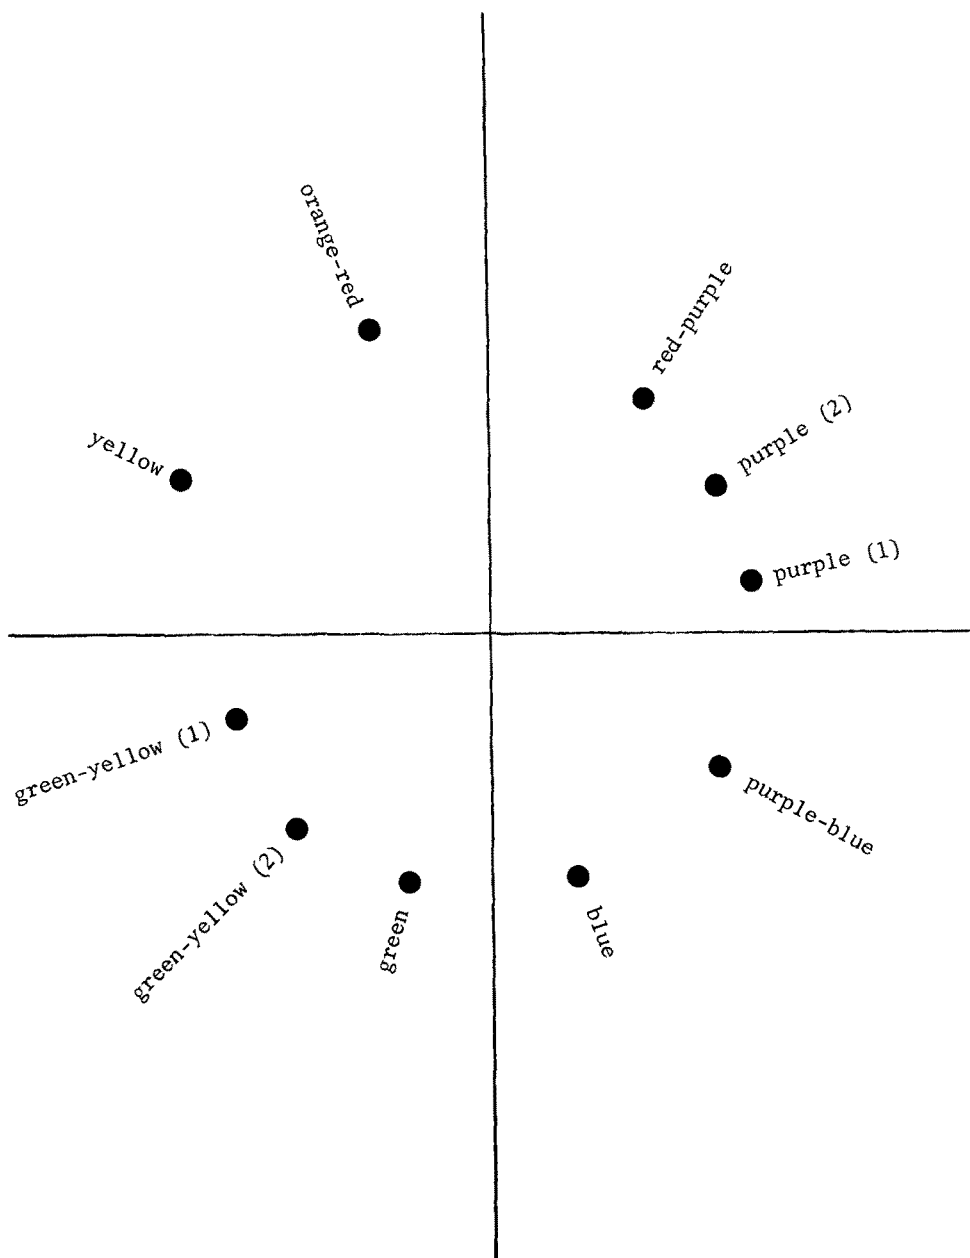 orange-red
red-purple
yellow
purple (2)
purple (1)
green-yellow (1)
purple-blue
green-yellow (2)
green
blue